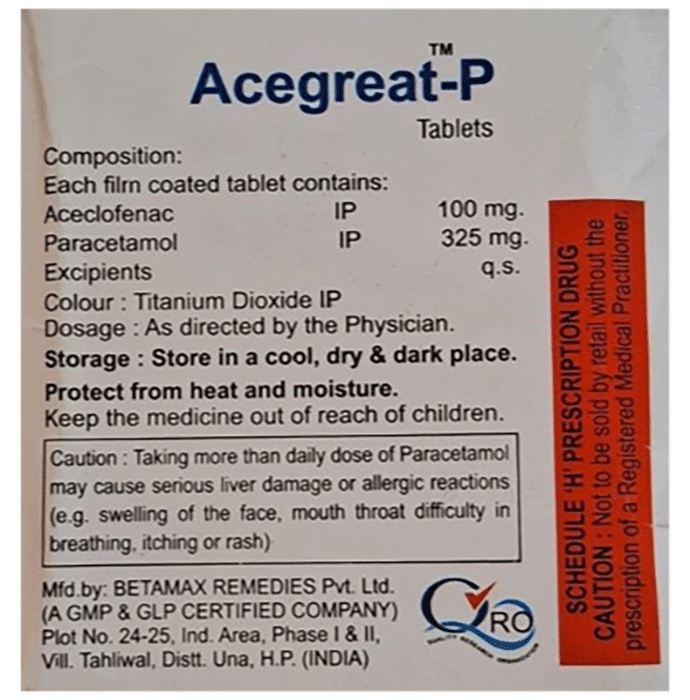 Acegreat-P™
Tablets
Composition:
Each film coated tablet contains:
Aceclofenac IP 100 mg.
Paracetamol IP 325 mg.
Excipients q.s.
Colour : Titanium Dioxide IP
Dosage : As directed by the Physician.
Storage : Store in a cool, dry & dark place.
Protect from heat and moisture.
Keep the medicine out of reach of children.
Caution : Taking more than daily dose of Paracetamol
may cause serious liver damage or allergic reactions
(e.g. swelling of the face, mouth throat difficulty in
breathing, itching or rash)
Mfd.by: BETAMAX REMEDIES Pvt. Ltd.
(A GMP & GLP CERTIFIED COMPANY)
Plot No. 24-25, Ind. Area, Phase I & II,
Vill. Tahliwal, Distt. Una, H.P. (INDIA)
QRO
QUALITY RESEARCH ORGANIZATION
SCHEDULE 'H' PRESCRIPTION DRUG
CAUTION : Not to be sold by retail without the
prescription of a Registered Medical Practitioner.